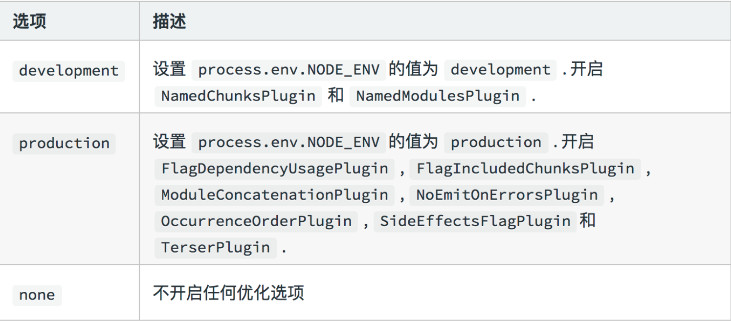 选项 描述
development 设置 process.env.NODE_ENV 的值为 development .开启
NamedChunksPlugin 和 NamedModulesPlugin .
production 设置 process.env.NODE_ENV 的值为 production .开启
FlagDependencyUsagePlugin , FlagIncludedChunksPlugin ,
ModuleConcatenationPlugin , NoEmitOnErrorsPlugin ,
OccurrenceOrderPlugin , SideEffectsFlagPlugin 和
TerserPlugin .
none 不开启任何优化选项